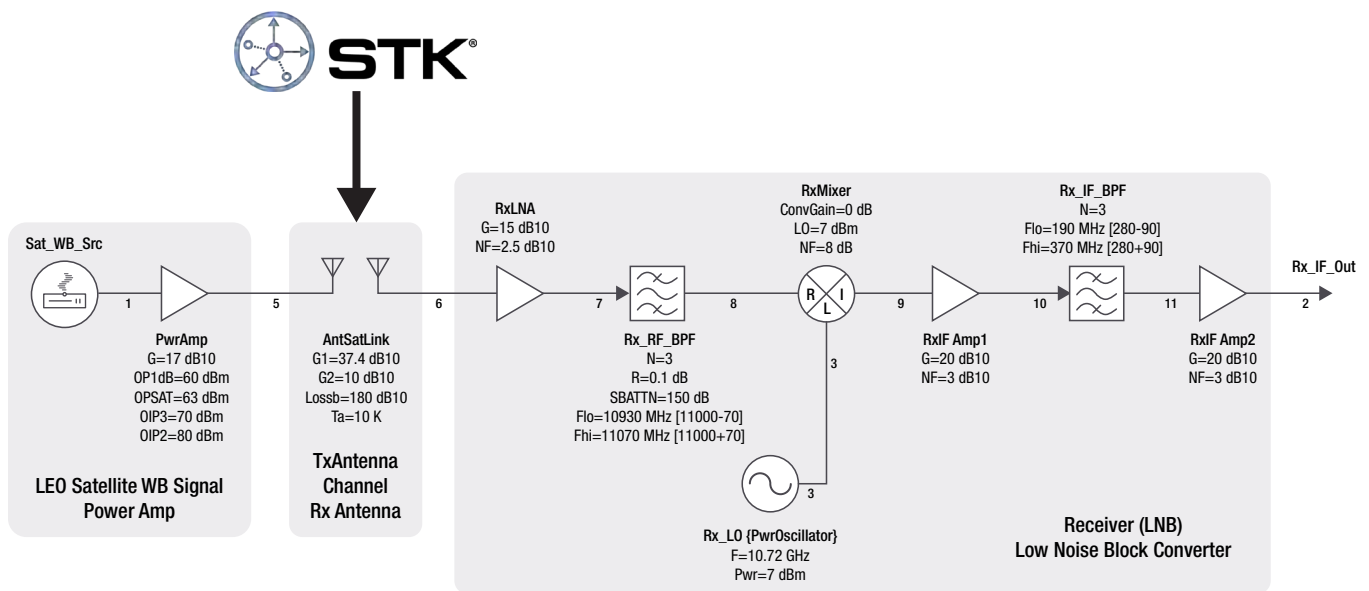 STK®
Sat_WB_Src
1
PwrAmp
G=17 dB10
OP1dB=60 dBm
OPSAT=63 dBm
OIP3=70 dBm
OIP2=80 dBm
LEO Satellite WB Signal
Power Amp
5
AntSatLink
G1=37.4 dB10
G2=10 dB10
Lossb=180 dB10
Ta=10 K
TxAntenna
Channel
Rx Antenna
6
RxLNA
G=15 dB10
NF=2.5 dB10
7
Rx_RF_BPF
N=3
R=0.1 dB
SBATTN=150 dB
Flo=10930 MHz [11000-70]
Fhi=11070 MHz [11000+70]
8
RxMixer
ConvGain=0 dB
LO=7 dBm
NF=8 dB
R I
L
3
3
Rx_LO {PwrOscillator}
F=10.72 GHz
Pwr=7 dBm
9
RxIF Amp1
G=20 dB10
NF=3 dB10
10
Rx_IF_BPF
N=3
Flo=190 MHz [280-90]
Fhi=370 MHz [280+90]
11
RxIF Amp2
G=20 dB10
NF=3 dB10
Rx_IF_Out
2
Receiver (LNB)
Low Noise Block Converter